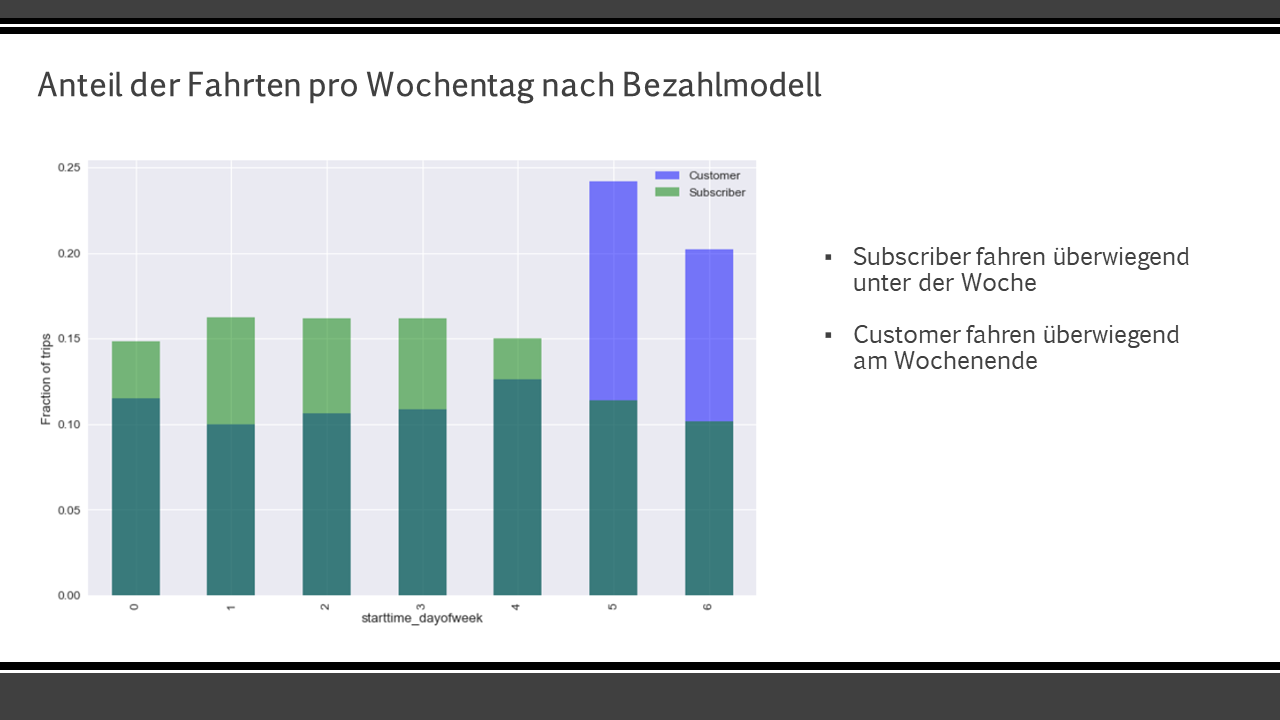 Anteil der Fahrten pro Wochentag nach Bezahlmodell
0.25
0.20
0.15
0.10
0.05
0.00
Fraction of trips
Customer
Subscriber
0 1 2 3 4 5 6
starttime_dayofweek
▪ Subscriber fahren überwiegend
unter der Woche
▪ Customer fahren überwiegend
am Wochenende